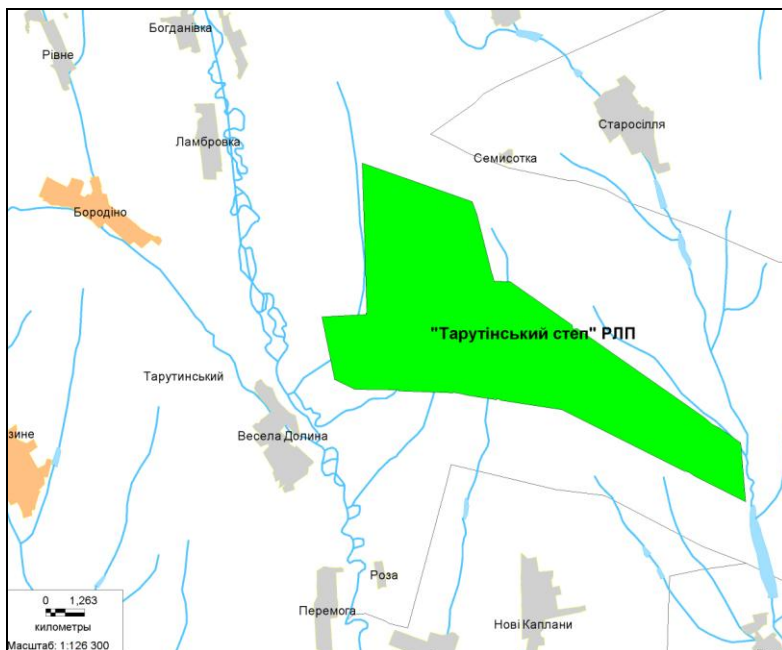 Богданівка
Рівне
Ламбровка
Старосілля
Семисотка
Бородіно
"Тарутінський степ" РЛП
Тарутинський
Весела Долина
зине
Роза
Перемога
Нові Каплани
0 1,263
километры
Масштаб: 1:126 300